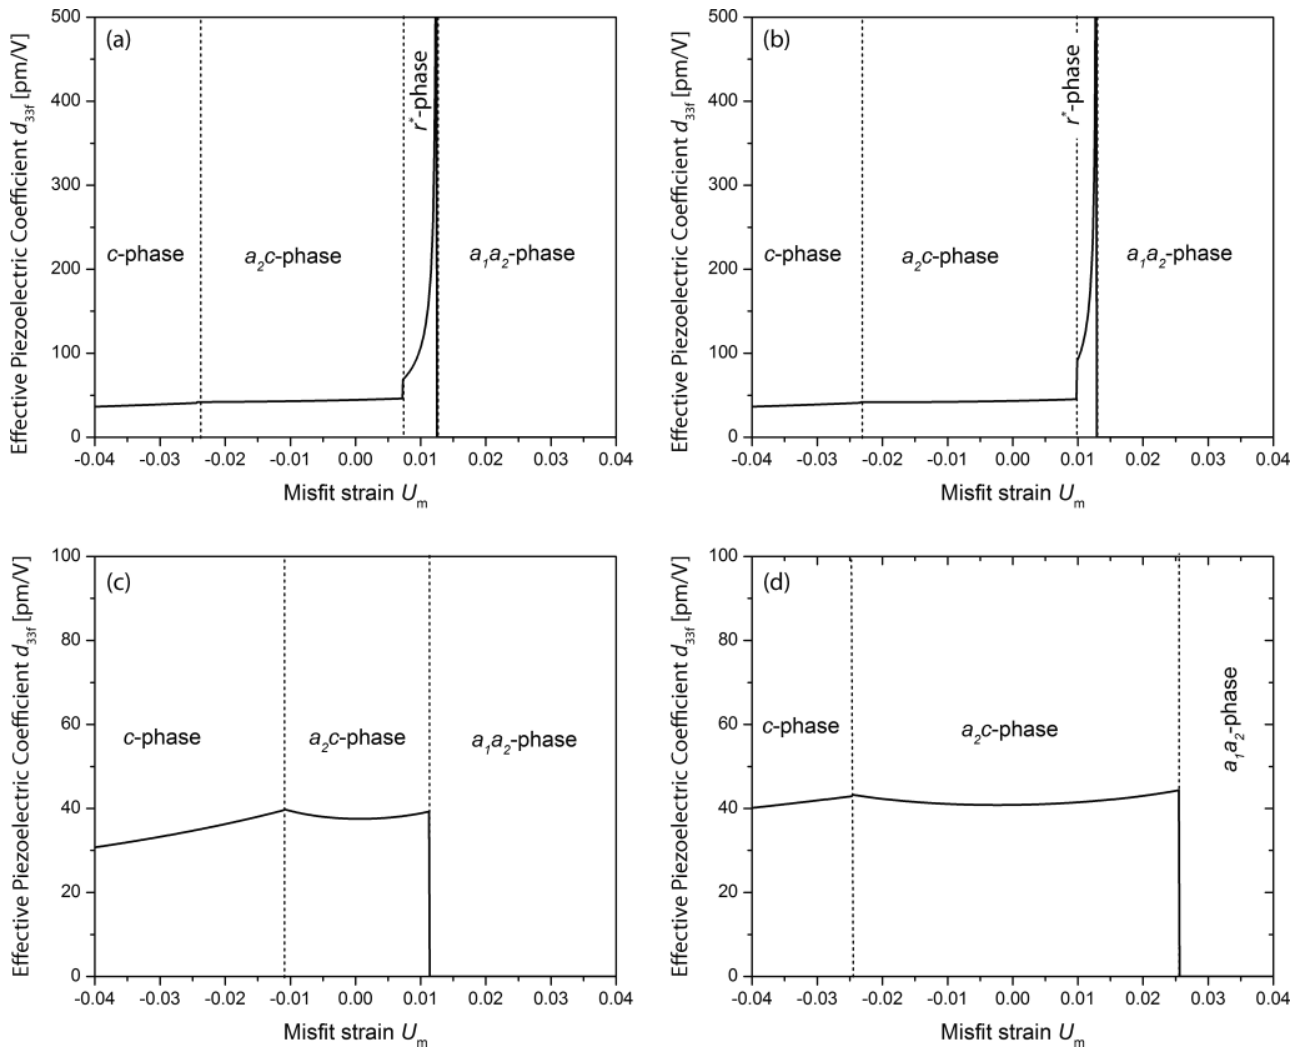 (a)
Effective Piezoelectric Coefficient d33f [pm/V]
500
400
300
200
100
0
c-phase
a2c-phase
r*-phase
a1a2-phase
-0.04 -0.03 -0.02 -0.01 0.00 0.01 0.02 0.03 0.04
Misfit strain Um
(b)
Effective Piezoelectric Coefficient d33f [pm/V]
500
400
300
200
100
0
c-phase
a2c-phase
r*-phase
a1a2-phase
-0.04 -0.03 -0.02 -0.01 0.00 0.01 0.02 0.03 0.04
Misfit strain Um
(c)
Effective Piezoelectric Coefficient d33f [pm/V]
100
80
60
40
20
0
c-phase
a2c-phase
a1a2-phase
-0.04 -0.03 -0.02 -0.01 0.00 0.01 0.02 0.03 0.04
Misfit strain Um
(d)
Effective Piezoelectric Coefficient d33f [pm/V]
100
80
60
40
20
0
c-phase
a2c-phase
a1a2-phase
-0.04 -0.03 -0.02 -0.01 0.00 0.01 0.02 0.03 0.04
Misfit strain Um